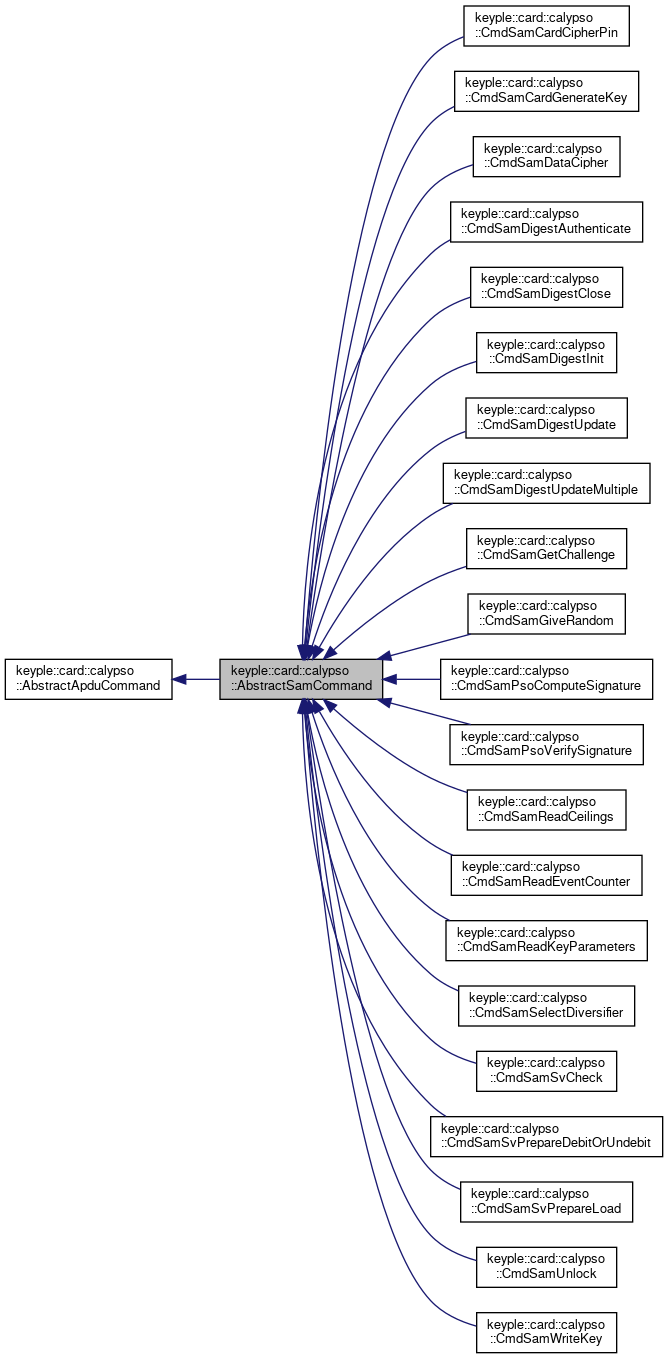 keyple::card::calypso
::CmdSamCardCipherPin
keyple::card::calypso
::CmdSamCardGenerateKey
keyple::card::calypso
::CmdSamDataCipher
keyple::card::calypso
::CmdSamDigestAuthenticate
keyple::card::calypso
::CmdSamDigestClose
keyple::card::calypso
::CmdSamDigestInit
keyple::card::calypso
::CmdSamDigestUpdate
keyple::card::calypso
::CmdSamDigestUpdateMultiple
keyple::card::calypso
::CmdSamGetChallenge
keyple::card::calypso
::CmdSamGiveRandom
keyple::card::calypso
::AbstractApduCommand
keyple::card::calypso
::AbstractSamCommand
keyple::card::calypso
::CmdSamPsoComputeSignature
keyple::card::calypso
::CmdSamPsoVerifySignature
keyple::card::calypso
::CmdSamReadCeilings
keyple::card::calypso
::CmdSamReadEventCounter
keyple::card::calypso
::CmdSamReadKeyParameters
keyple::card::calypso
::CmdSamSelectDiversifier
keyple::card::calypso
::CmdSamSvCheck
keyple::card::calypso
::CmdSamSvPrepareDebitOrUndebit
keyple::card::calypso
::CmdSamSvPrepareLoad
keyple::card::calypso
::CmdSamUnlock
keyple::card::calypso
::CmdSamWriteKey